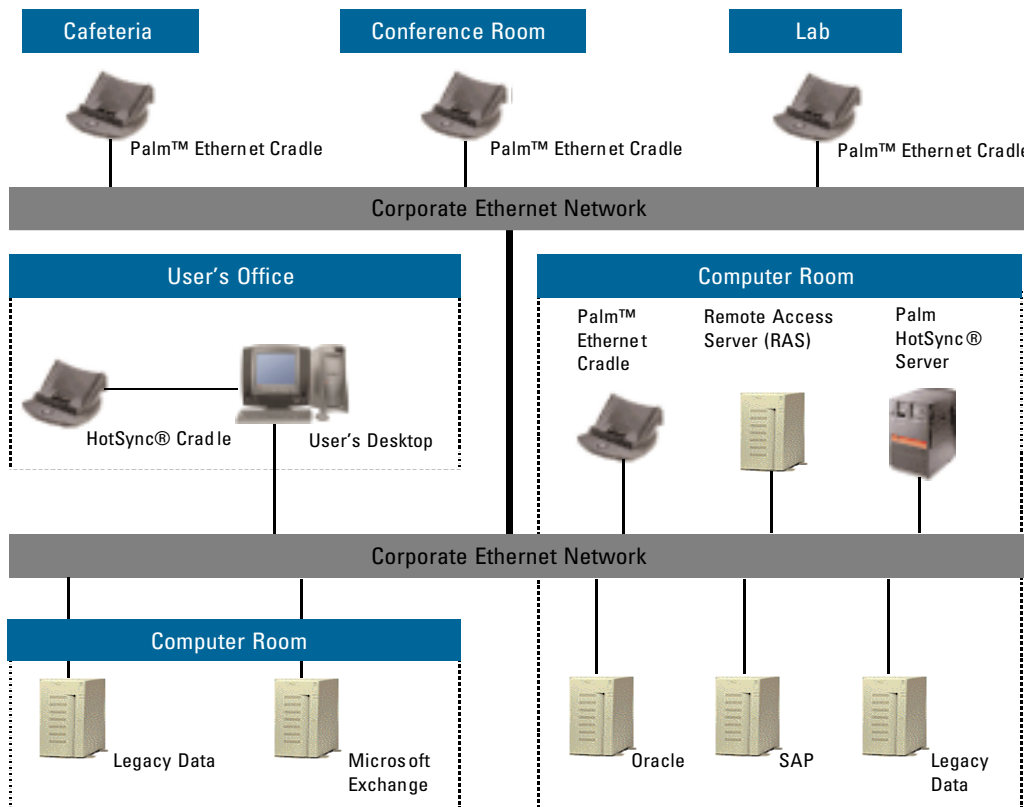 Cafeteria
Conference Room
Lab
Palm™ Ethernet Cradle
Palm™ Ethernet Cradle
Palm™ Ethernet Cradle
Corporate Ethernet Network
User's Office
Computer Room
Palm™
Ethernet
Cradle
Remote Access
Server (RAS)
Palm
HotSync®
Server
HotSync® Cradle
User's Desktop
Corporate Ethernet Network
Computer Room
Legacy Data
Microsoft
Exchange
Oracle
SAP
Legacy
Data